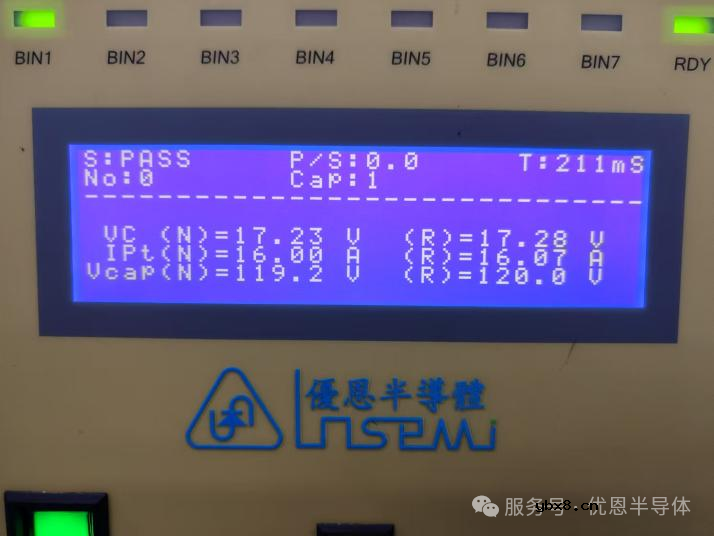 BIN1 BIN2 BIN3 BIN4 BIN5 BIN6 BIN7 RDY
S:PASS P/S:0.0 T:211mS
No:0 Cap:1
VC (N)=17.23 V (R)=17.28 V
IPt(N)=16.00 A (R)=16.07 A
Vcap(N)=119.2 V (R)=120.0 V
優恩半導體
UnSEMi
服务号·优恩半导体
gbx8.cn